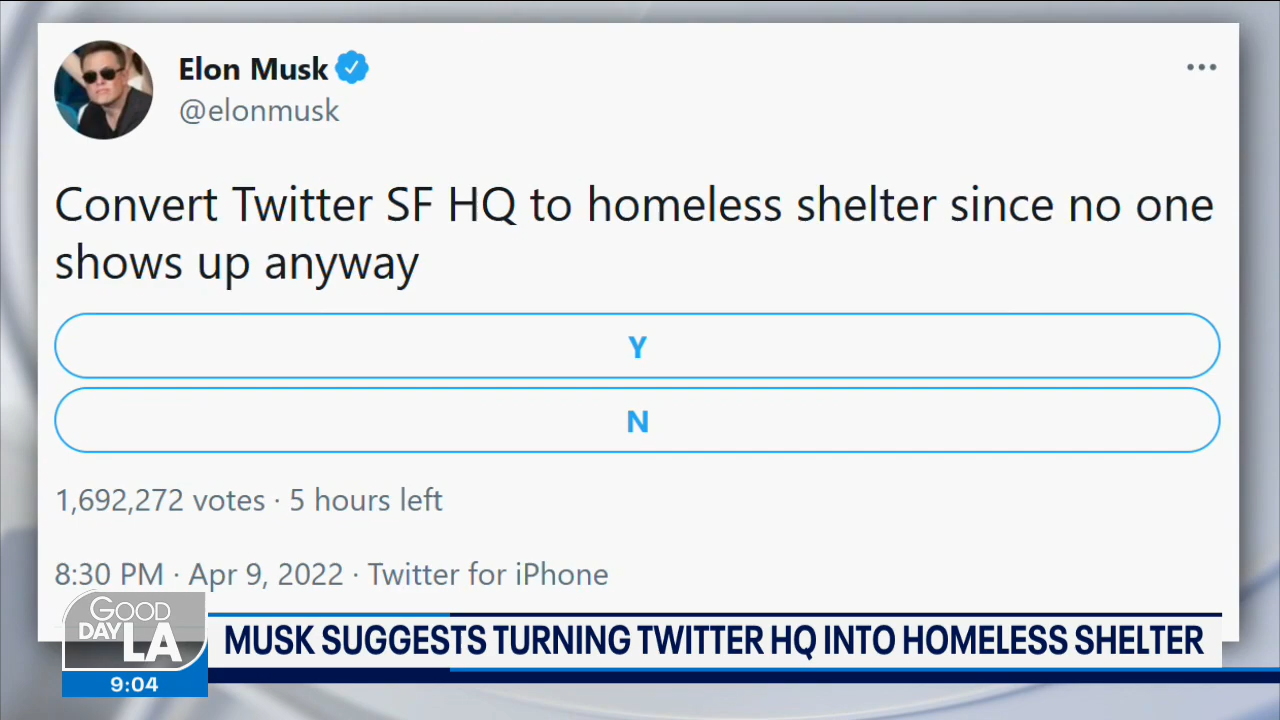 Elon Musk
@elonmusk
Convert Twitter SF HQ to homeless shelter since no one
shows up anyway
Y
N
1,692,272 votes · 5 hours left
8:30 PM · Apr 9, 2022 · Twitter for iPhone
GOOD
DAY LA
MUSK SUGGESTS TURNING TWITTER HQ INTO HOMELESS SHELTER
9:04